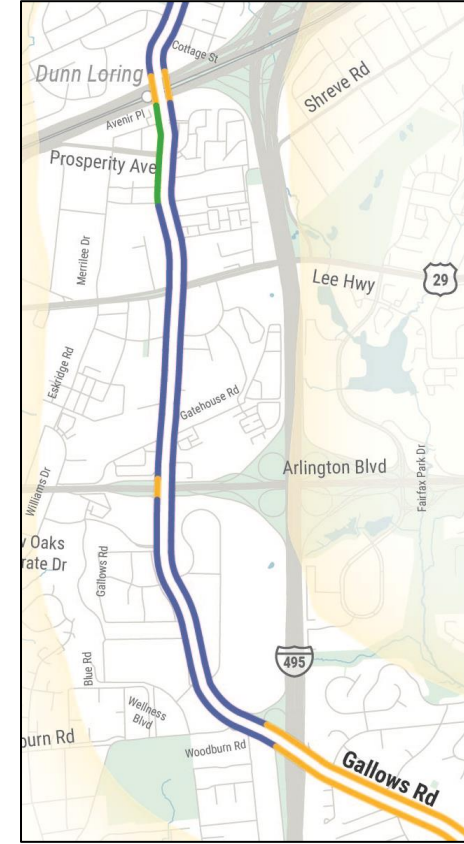 Cottage St
Dunn Loring
Shreve Rd
Avenir Pl
Prosperity Ave
Merrilee Dr
Lee Hwy
29
Eskridge Rd
Gatehouse Rd
Arlington Blvd
Fairfax Park Dr
Williams Dr
Oaks
rate Dr
Gallows Rd
495
Blue Rd
Wellness
Blvd
burn Rd
Woodburn Rd
Gallows Rd